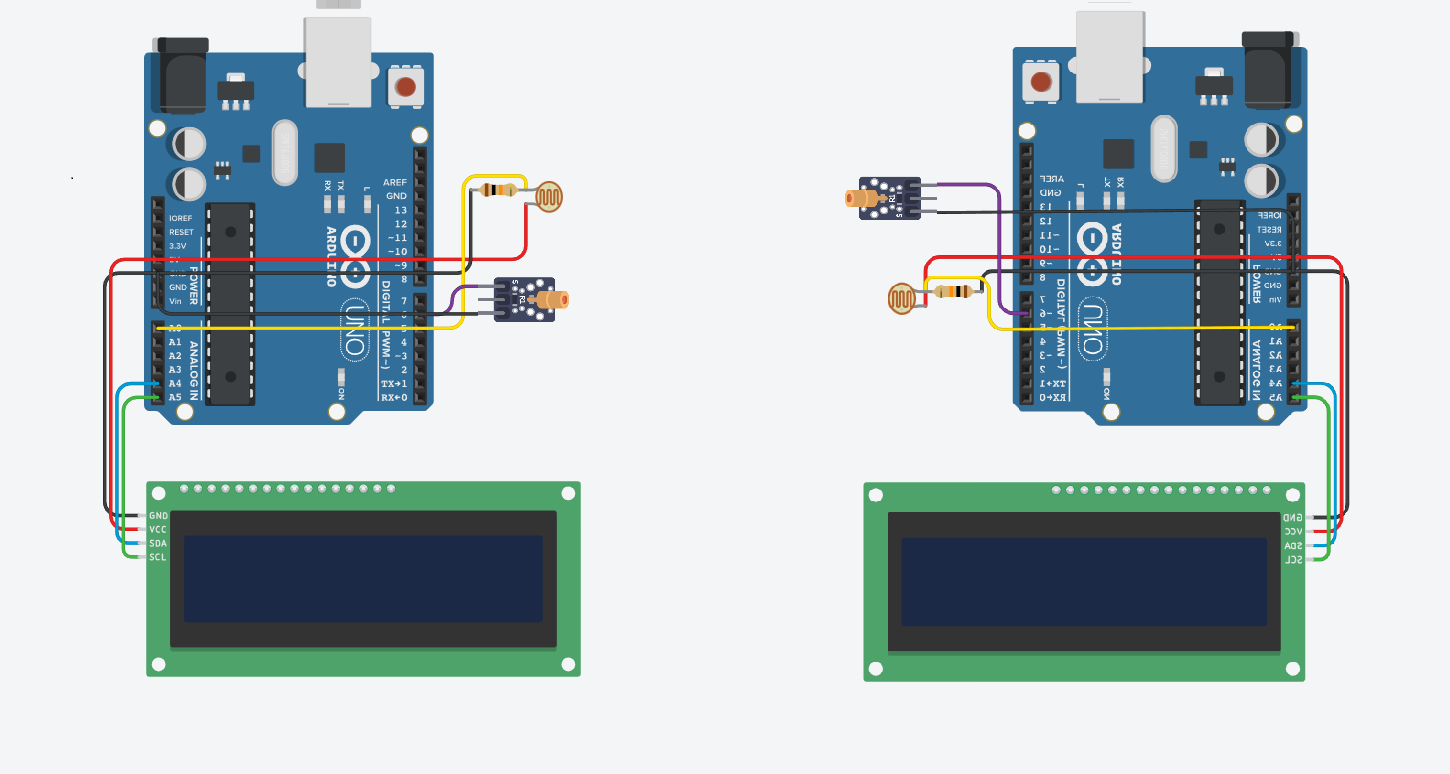 AREF
GND
13
12
~11
~10
~9
8
7
6
5
4
~3
2
TX→1
RX←0
IOREF
RESET
3.3V
5V
GND
GND
Vin
A0
A1
A2
A3
A4
A5
POWER
ANALOG IN
DIGITAL (PWM~)
RX
TX
L
ARDUINO
UNO
ON
S
R1
GND
VCC
SDA
SCL
AREF
GND
13
12
~11
~10
~9
8
7
~6
~5
4
~3
2
TX→1
RX←0
IOREF
RESET
3.3V
5V
GND
GND
Vin
A0
A1
A2
A3
A4
A5
POWER
ANALOG IN
DIGITAL (PWM~)
L
TX
RX
ARDUINO
UNO
ON
R1
S
GND
VCC
SDA
SCL